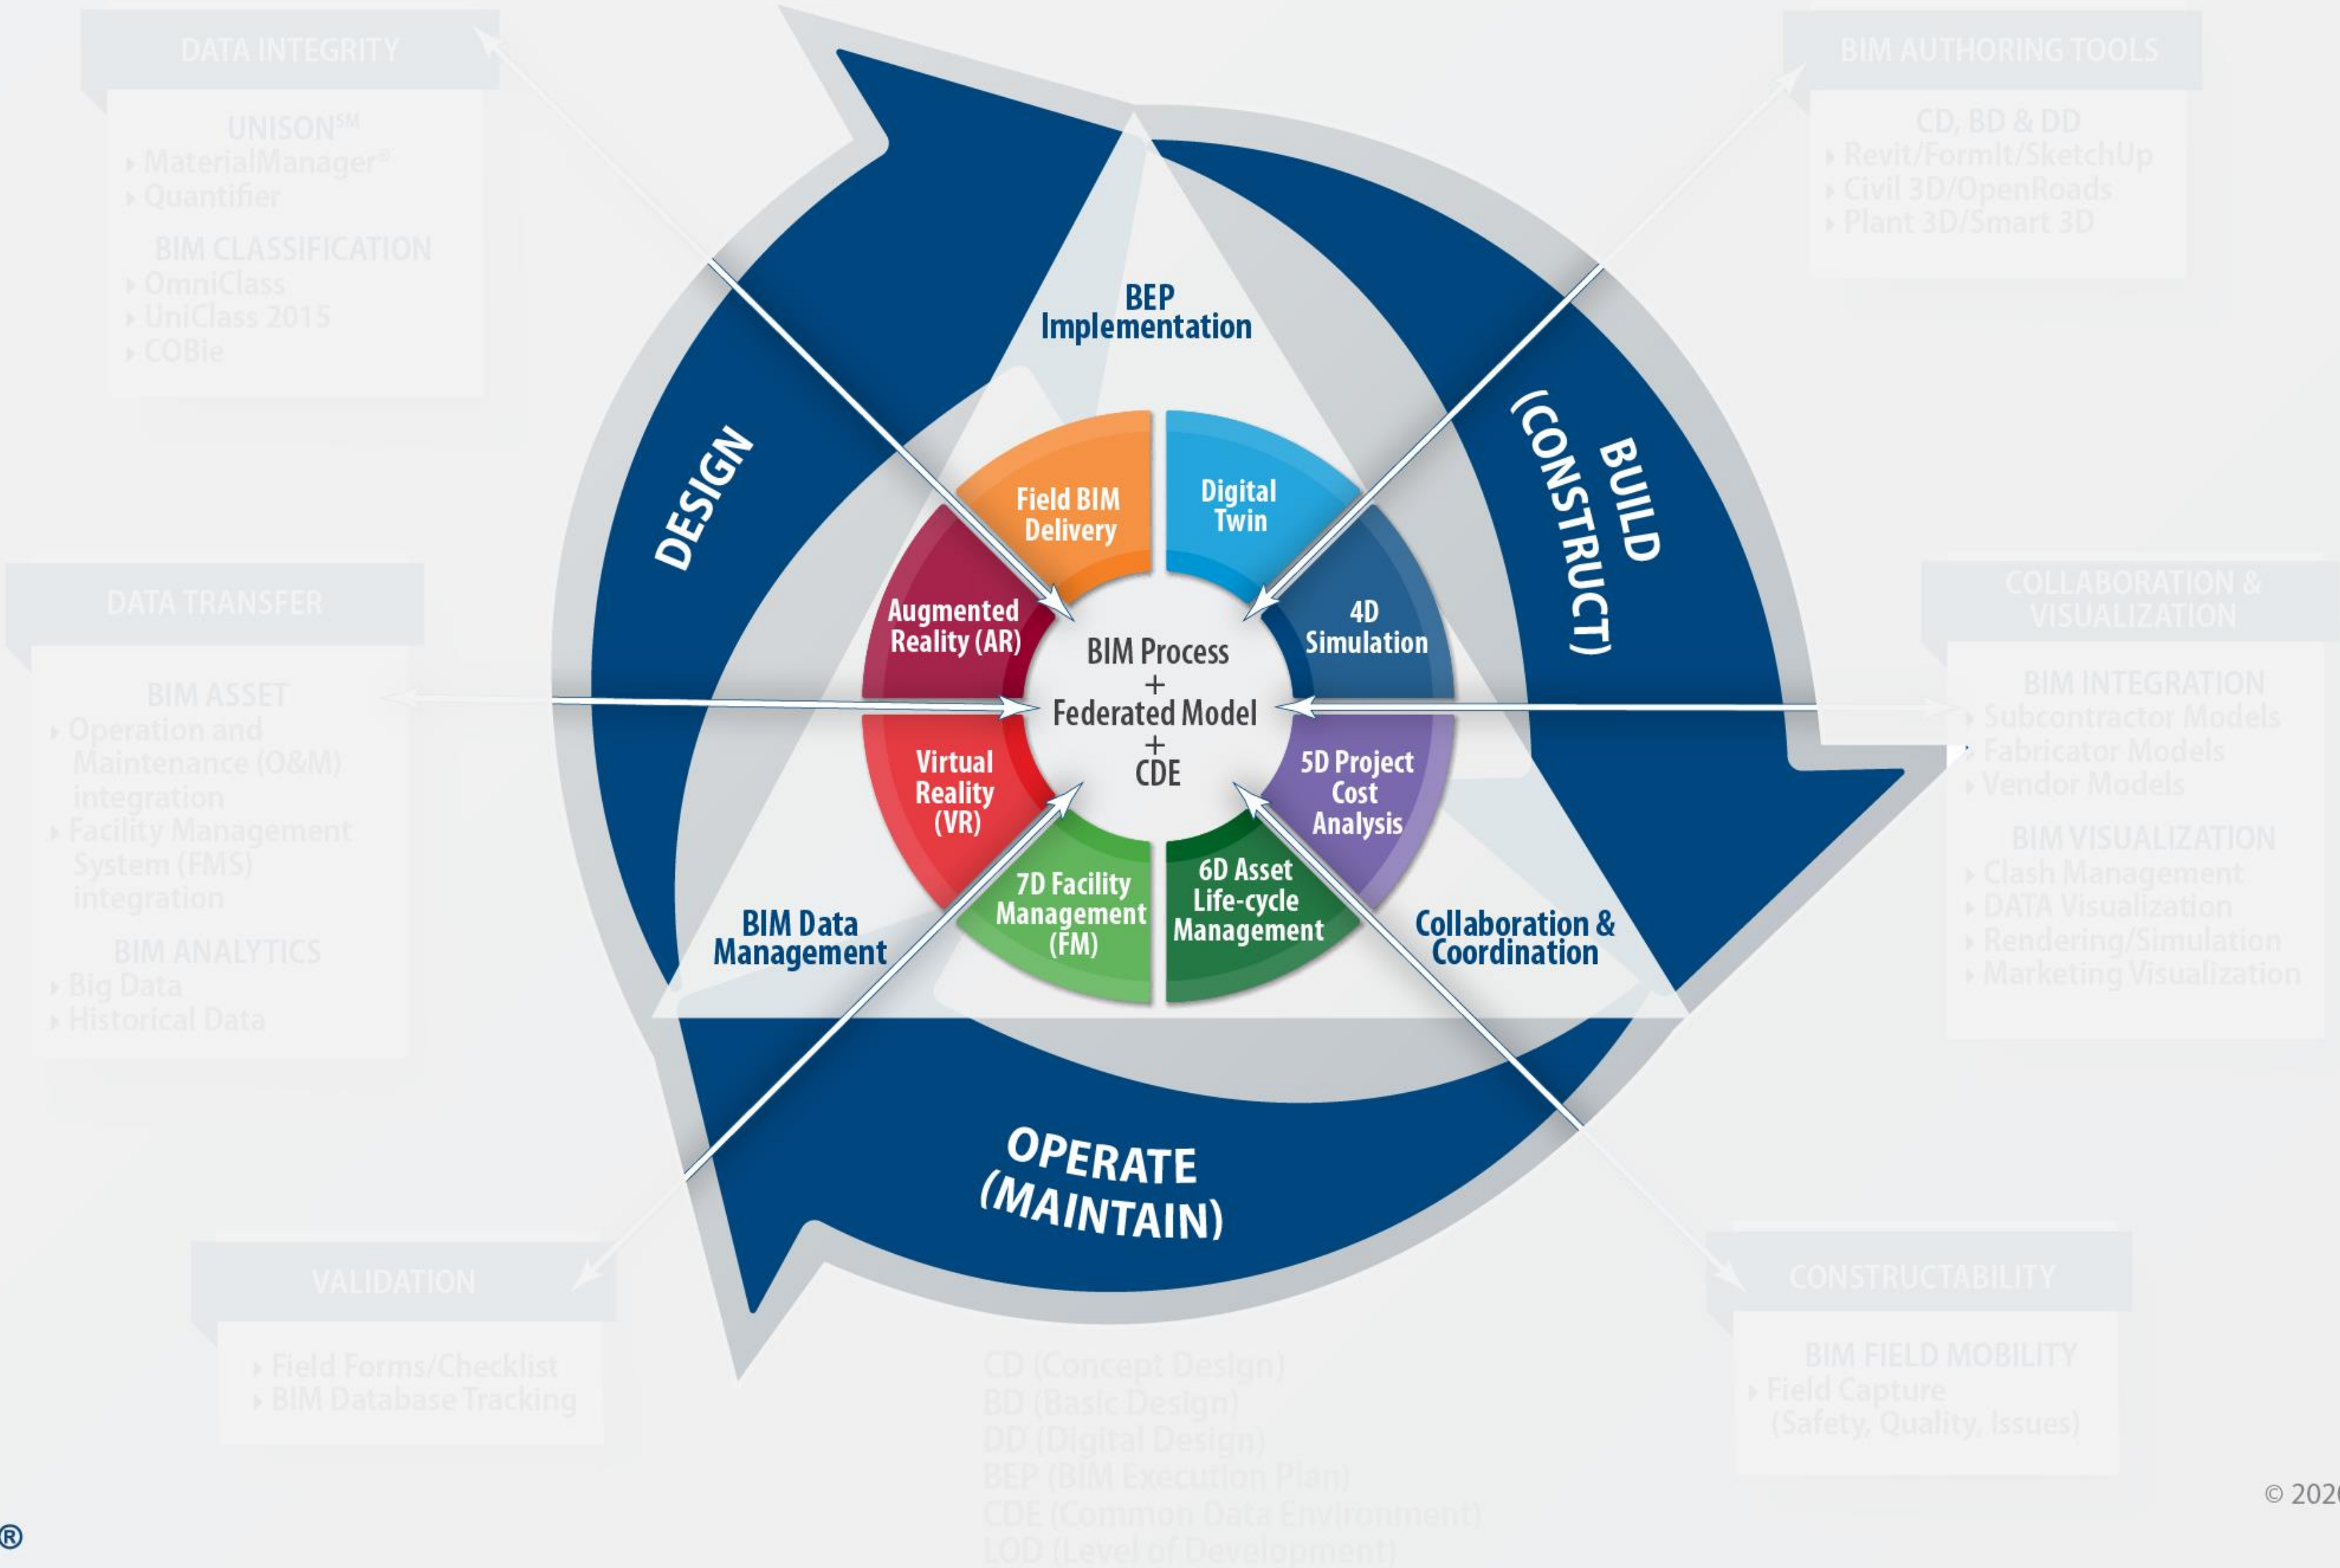 DATA INTEGRITY
UNISON℠
▸ MaterialManager®
▸ Quantifier
BIM CLASSIFICATION
▸ OmniClass
▸ UniClass 2015
▸ COBie
BIM AUTHORING TOOLS
CD, BD & DD
▸ Revit/FormIt/SketchUp
▸ Civil 3D/OpenRoads
▸ Plant 3D/Smart 3D
BEP
Implementation
DESIGN
BUILD
(CONSTRUCT)
Field BIM
Delivery
Digital
Twin
Augmented
Reality (AR)
4D
Simulation
BIM Process
+
Federated Model
+
CDE
Virtual
Reality
(VR)
5D Project
Cost
Analysis
7D Facility
Management
(FM)
6D Asset
Life-cycle
Management
BIM Data
Management
Collaboration &
Coordination
OPERATE
(MAINTAIN)
DATA TRANSFER
BIM ASSET
▸ Operation and
Maintenance (O&M)
integration
▸ Facility Management
System (FMS)
integration
BIM ANALYTICS
▸ Big Data
▸ Historical Data
COLLABORATION &
VISUALIZATION
BIM INTEGRATION
▸ Subcontractor Models
▸ Fabricator Models
▸ Vendor Models
BIM VISUALIZATION
▸ Clash Management
▸ DATA Visualization
▸ Rendering/Simulation
▸ Marketing Visualization
VALIDATION
▸ Field Forms/Checklist
▸ BIM Database Tracking
CONSTRUCTABILITY
BIM FIELD MOBILITY
▸ Field Capture
(Safety, Quality, Issues)
CD (Concept Design)
BD (Basic Design)
DD (Digital Design)
BEP (BIM Execution Plan)
CDE (Common Data Environment)
LOD (Level of Development)
®
©